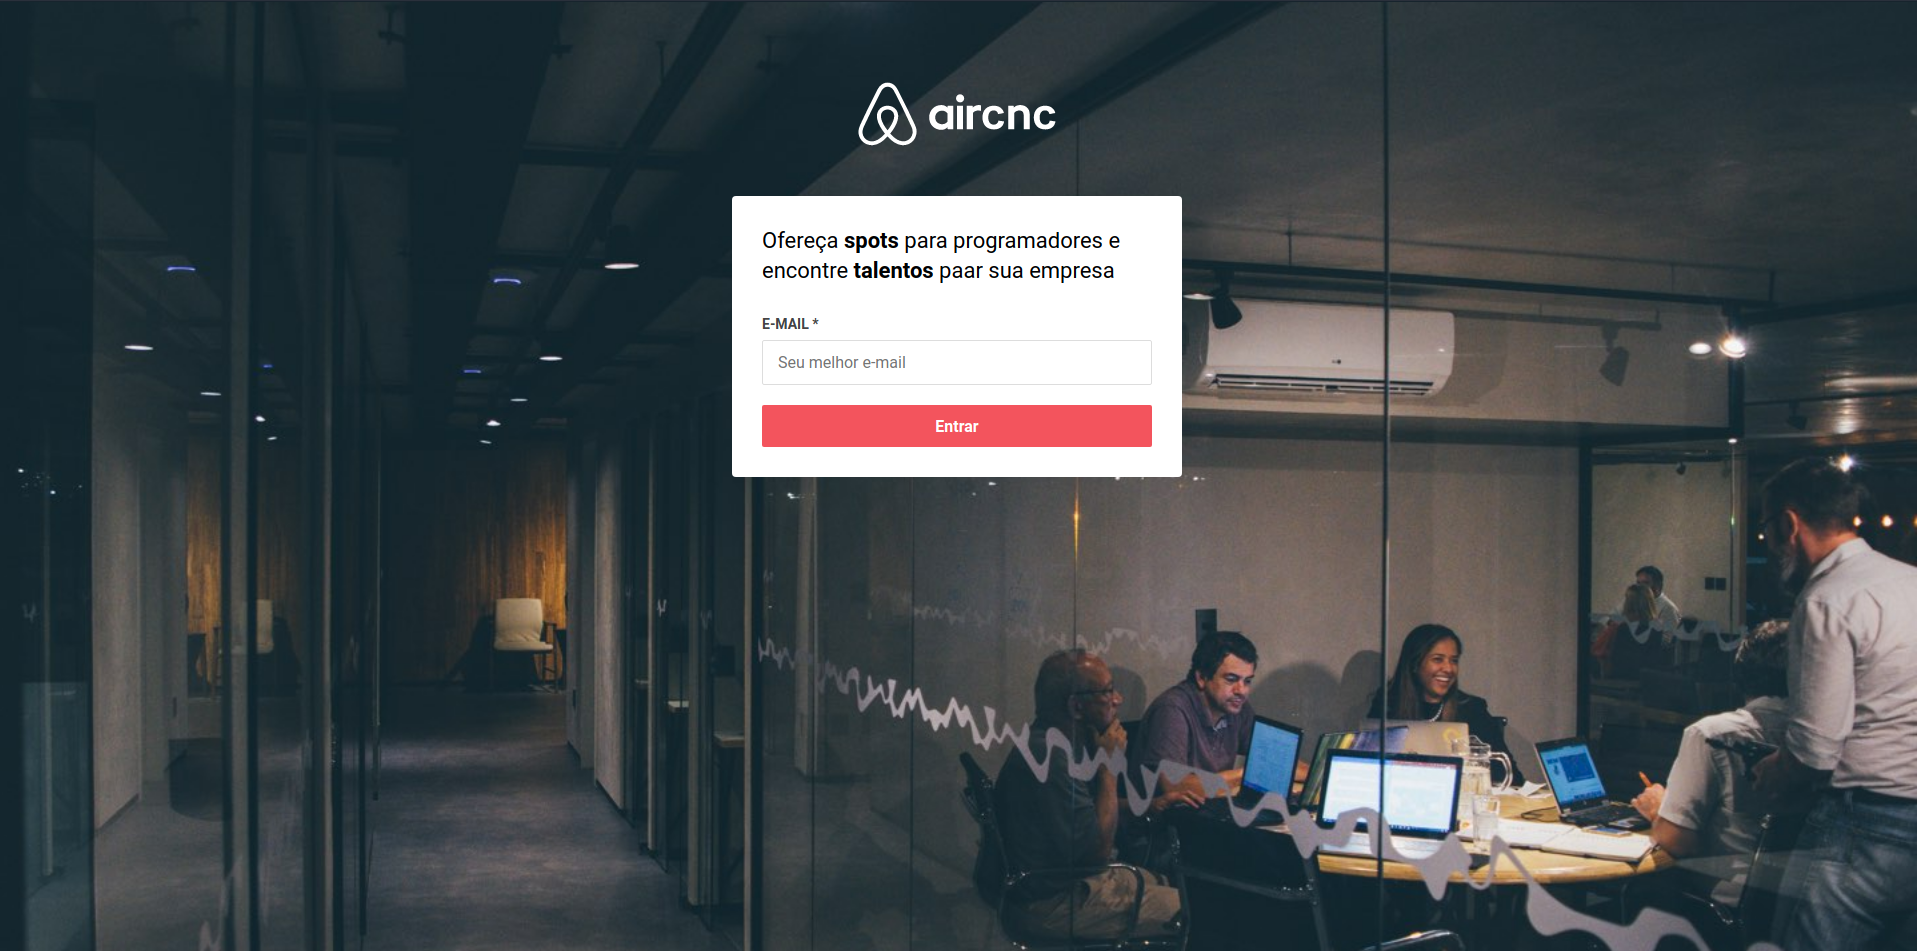 aircnc
Ofereça spots para programadores e
encontre talentos paar sua empresa
E-MAIL *
Seu melhor e-mail
Entrar